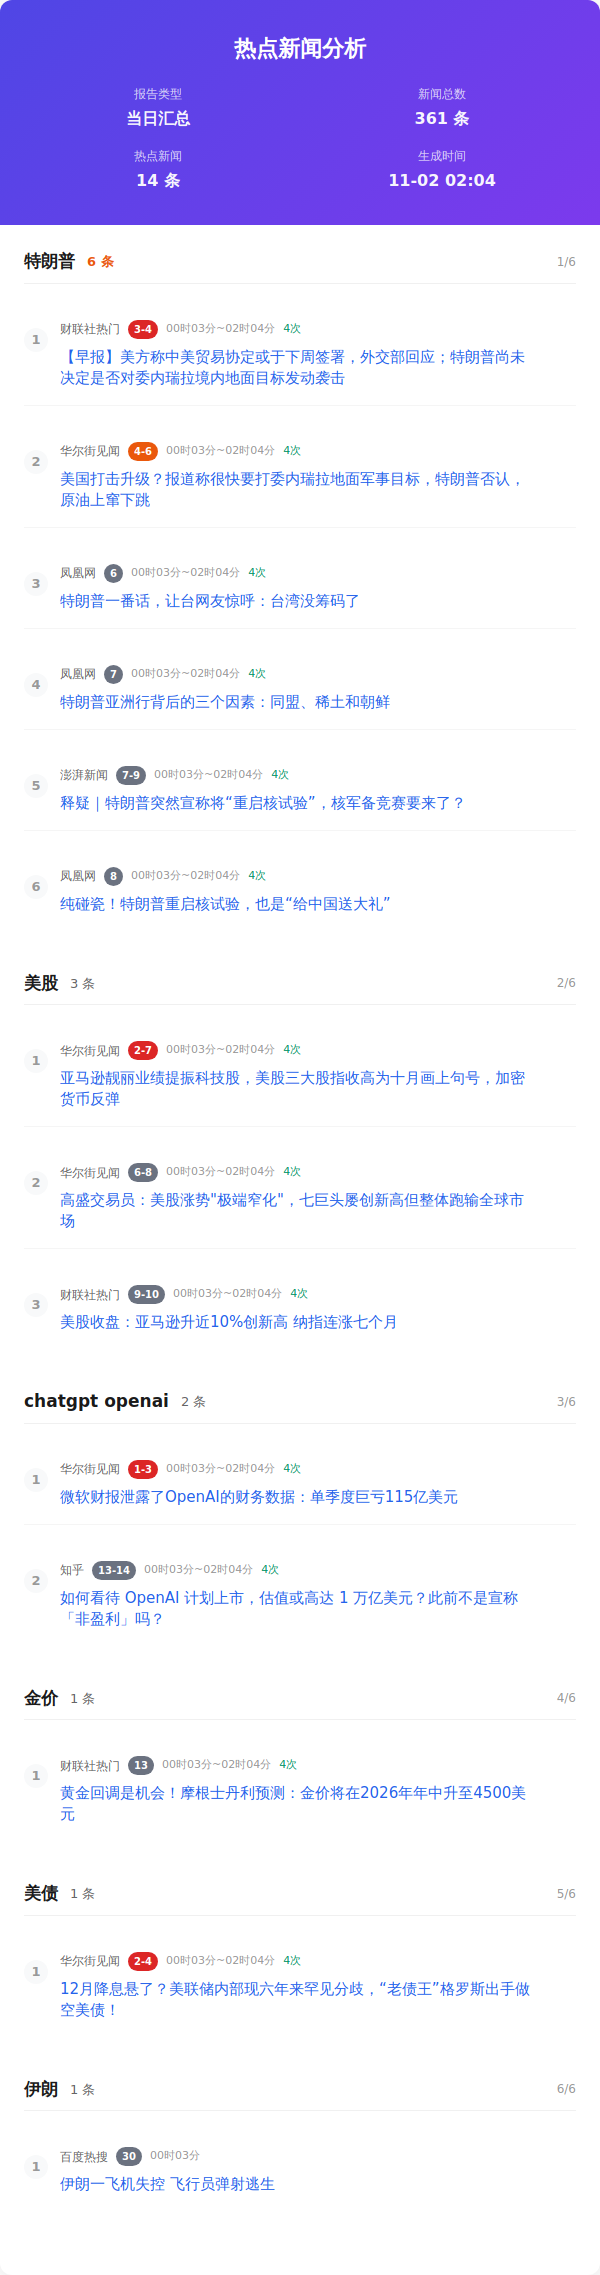 热点新闻分析
报告类型
新闻总数
当日汇总
361 条
热点新闻
生成时间
14 条
11-02 02:04
特朗普 6 条 1/6
1 财联社热门 3-4 00时03分~02时04分 4次
【早报】美方称中美贸易协定或于下周签署，外交部回应；特朗普尚未
决定是否对委内瑞拉境内地面目标发动袭击
2 华尔街见闻 4-6 00时03分~02时04分 4次
美国打击升级？报道称很快要打委内瑞拉地面军事目标，特朗普否认，
原油上窜下跳
3 凤凰网 6 00时03分~02时04分 4次
特朗普一番话，让台网友惊呼：台湾没筹码了
4 凤凰网 7 00时03分~02时04分 4次
特朗普亚洲行背后的三个因素：同盟、稀土和朝鲜
5 澎湃新闻 7-9 00时03分~02时04分 4次
释疑｜特朗普突然宣称将“重启核试验”，核军备竞赛要来了？
6 凤凰网 8 00时03分~02时04分 4次
纯碰瓷！特朗普重启核试验，也是“给中国送大礼”
美股 3 条 2/6
1 华尔街见闻 2-7 00时03分~02时04分 4次
亚马逊靓丽业绩提振科技股，美股三大股指收高为十月画上句号，加密
货币反弹
2 华尔街见闻 6-8 00时03分~02时04分 4次
高盛交易员：美股涨势"极端窄化"，七巨头屡创新高但整体跑输全球市
场
3 财联社热门 9-10 00时03分~02时04分 4次
美股收盘：亚马逊升近10%创新高 纳指连涨七个月
chatgpt openai 2 条 3/6
1 华尔街见闻 1-3 00时03分~02时04分 4次
微软财报泄露了OpenAI的财务数据：单季度巨亏115亿美元
2 知乎 13-14 00时03分~02时04分 4次
如何看待 OpenAI 计划上市，估值或高达 1 万亿美元？此前不是宣称
「非盈利」吗？
金价 1 条 4/6
1 财联社热门 13 00时03分~02时04分 4次
黄金回调是机会！摩根士丹利预测：金价将在2026年年中升至4500美
元
美债 1 条 5/6
1 华尔街见闻 2-4 00时03分~02时04分 4次
12月降息悬了？美联储内部现六年来罕见分歧，“老债王”格罗斯出手做
空美债！
伊朗 1 条 6/6
1 百度热搜 30 00时03分
伊朗一飞机失控 飞行员弹射逃生